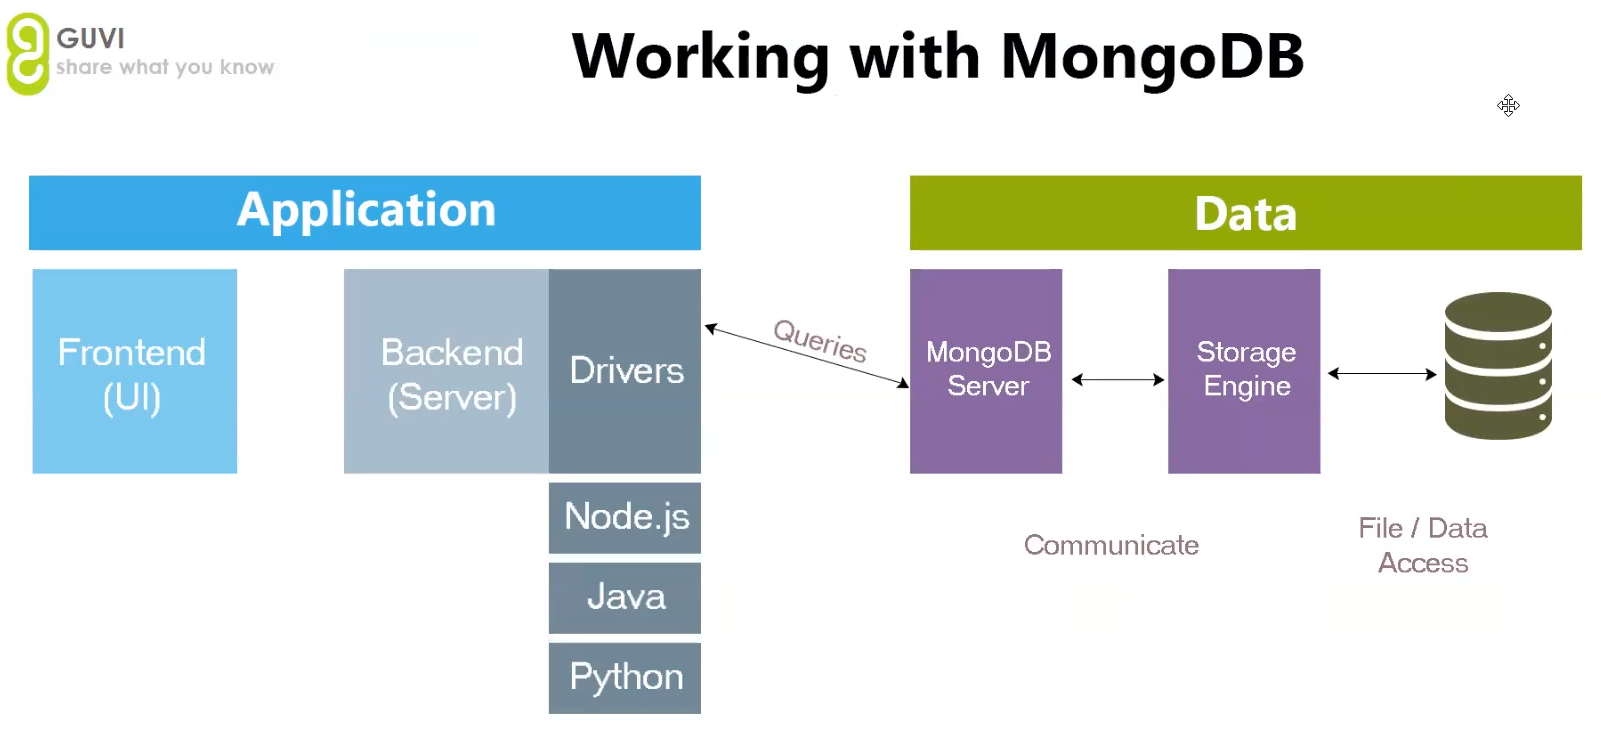 GUVI
share what you know
Working with MongoDB
Application
Data
Frontend
(UI)
Backend
(Server)
Drivers
Queries
MongoDB
Server
Storage
Engine
Node.js
Java
Python
Communicate
File / Data
Access